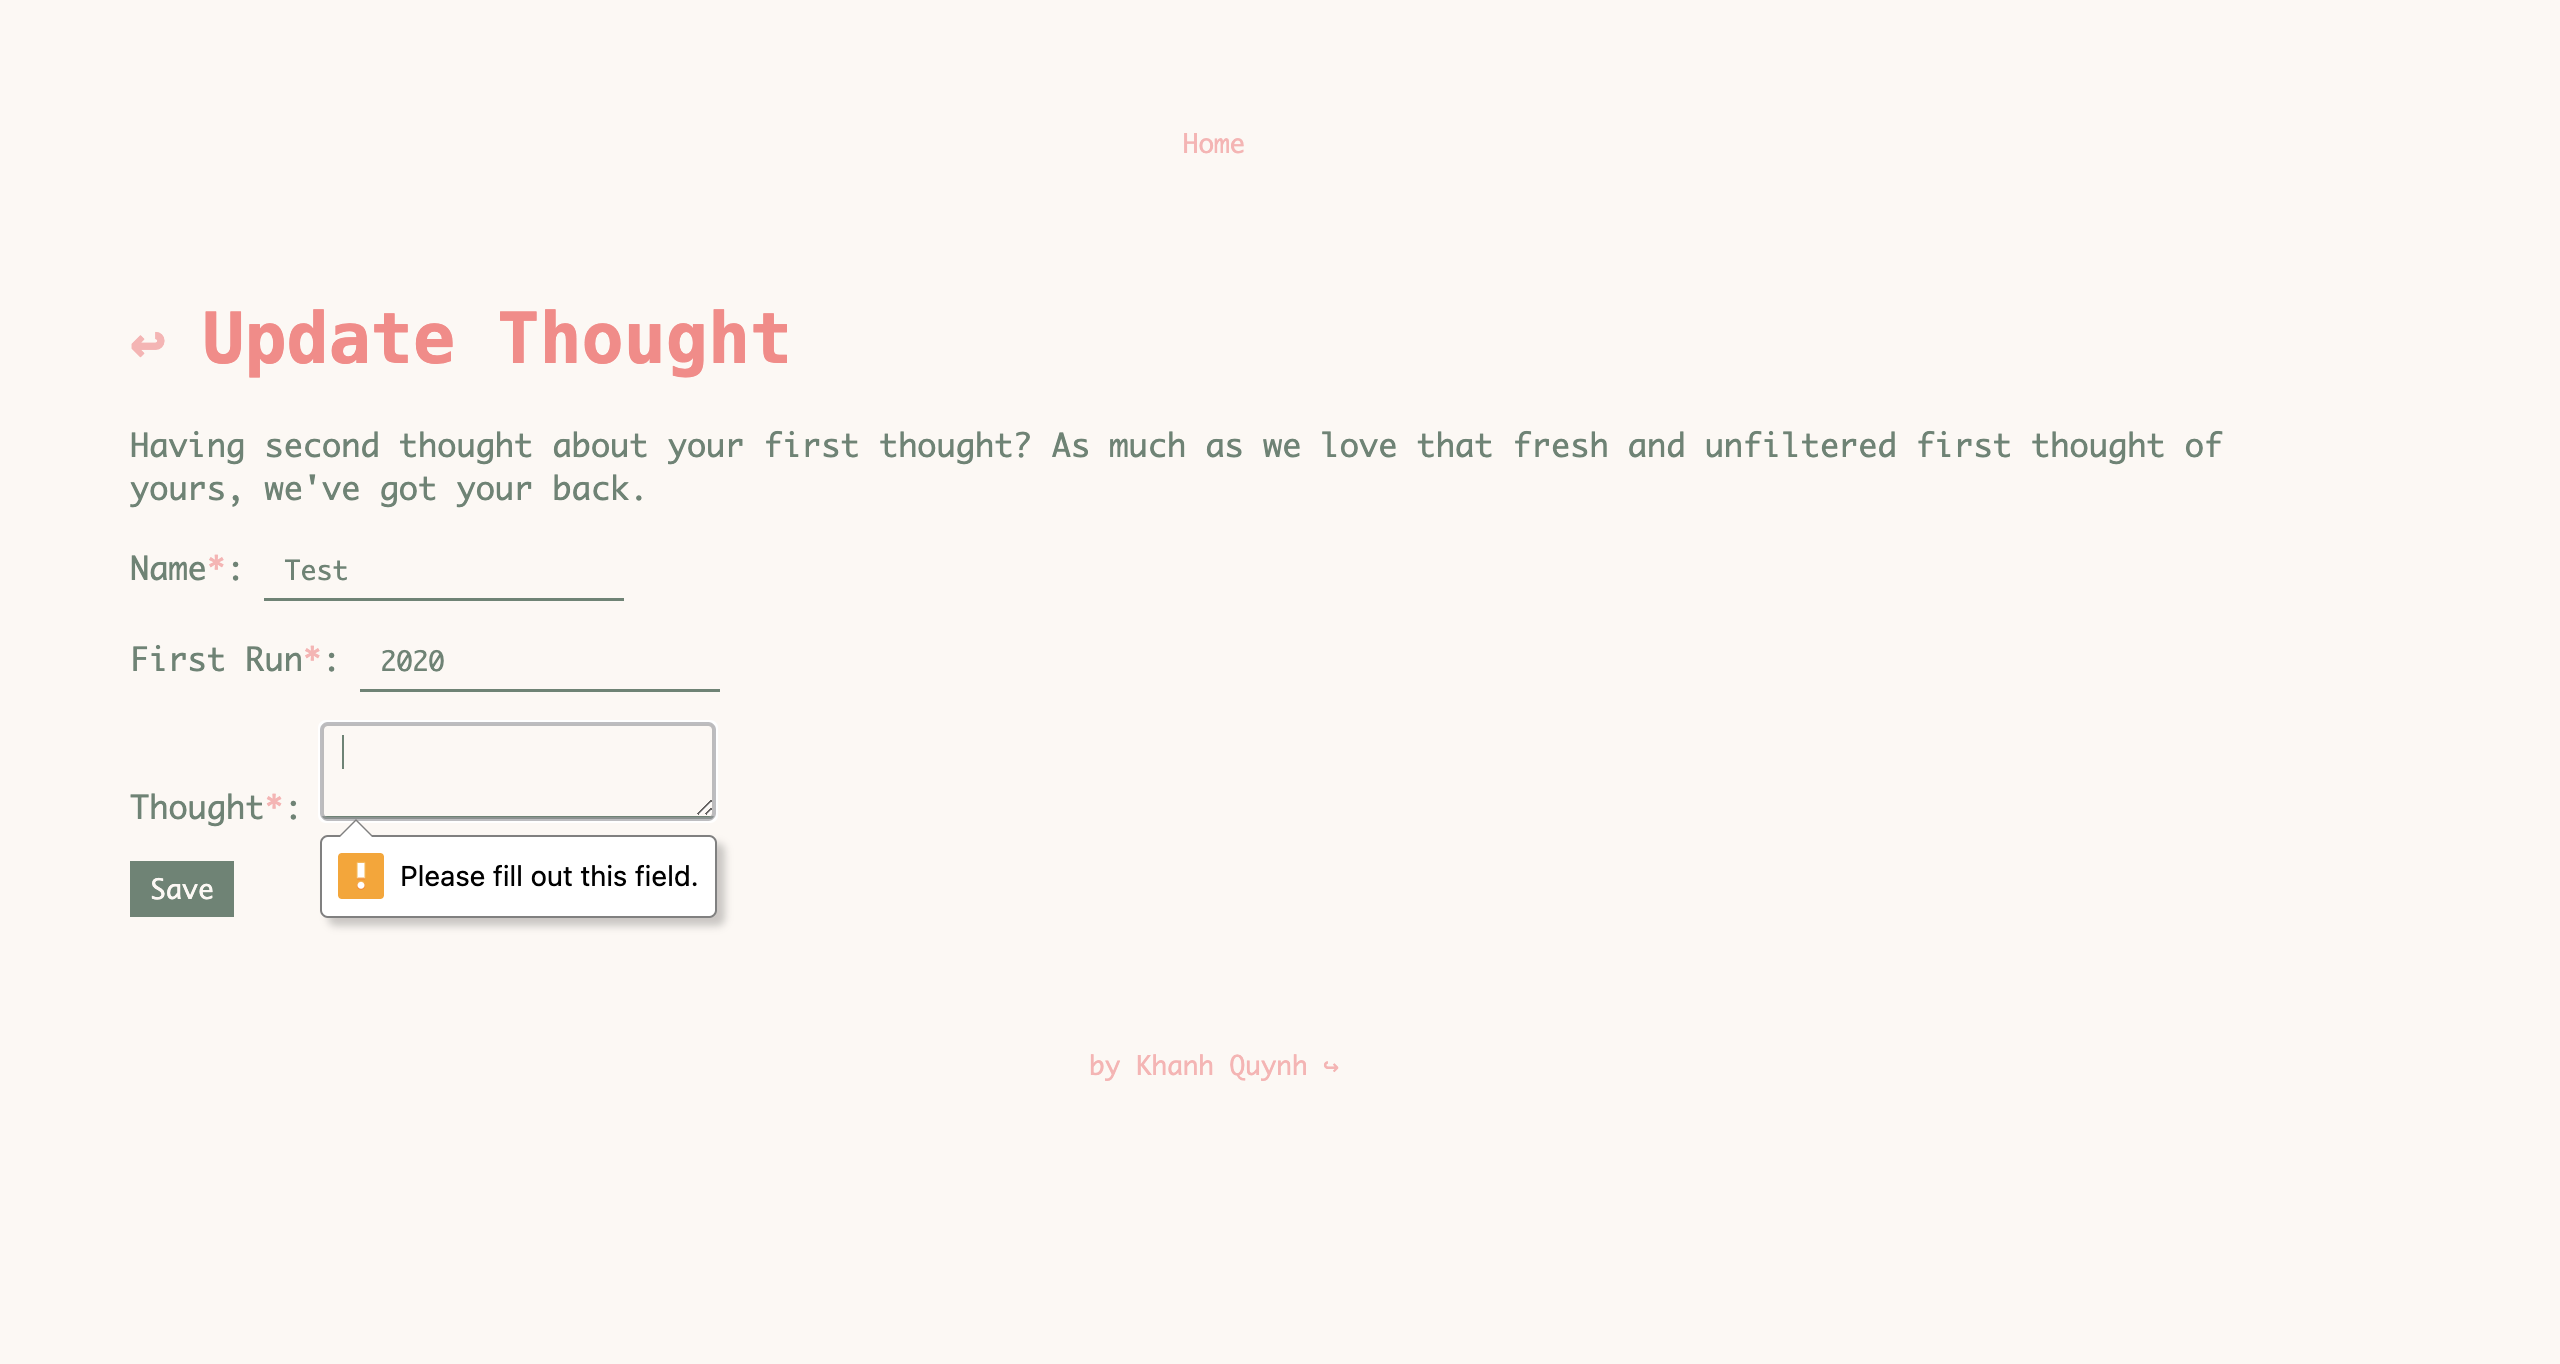 Home
↩ Update Thought
Having second thought about your first thought? As much as we love that fresh and unfiltered first thought of
yours, we've got your back.
Name*: Test
First Run*: 2020
Thought*:
Please fill out this field.
Save
by Khanh Quynh ↪